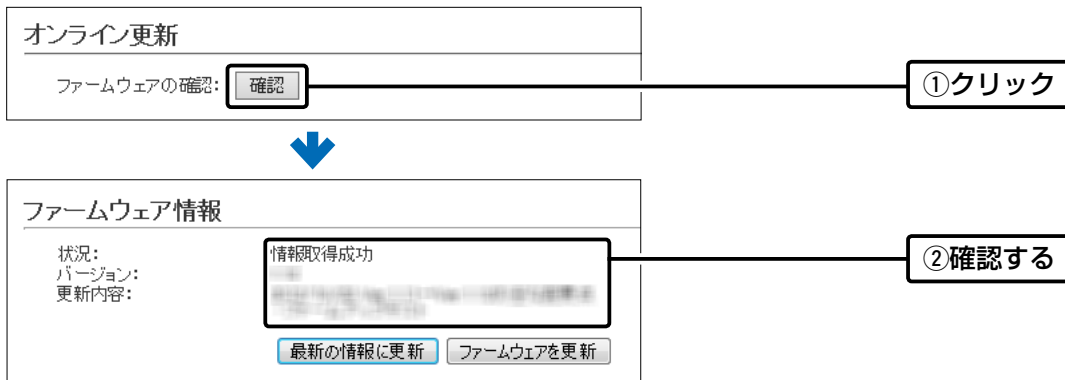 オンライン更新
ファームウェアの確認: 確認
①クリック
ファームウェア情報
状況: 情報取得成功
バージョン:
更新内容:
②確認する
最新の情報に更新 ファームウェアを更新